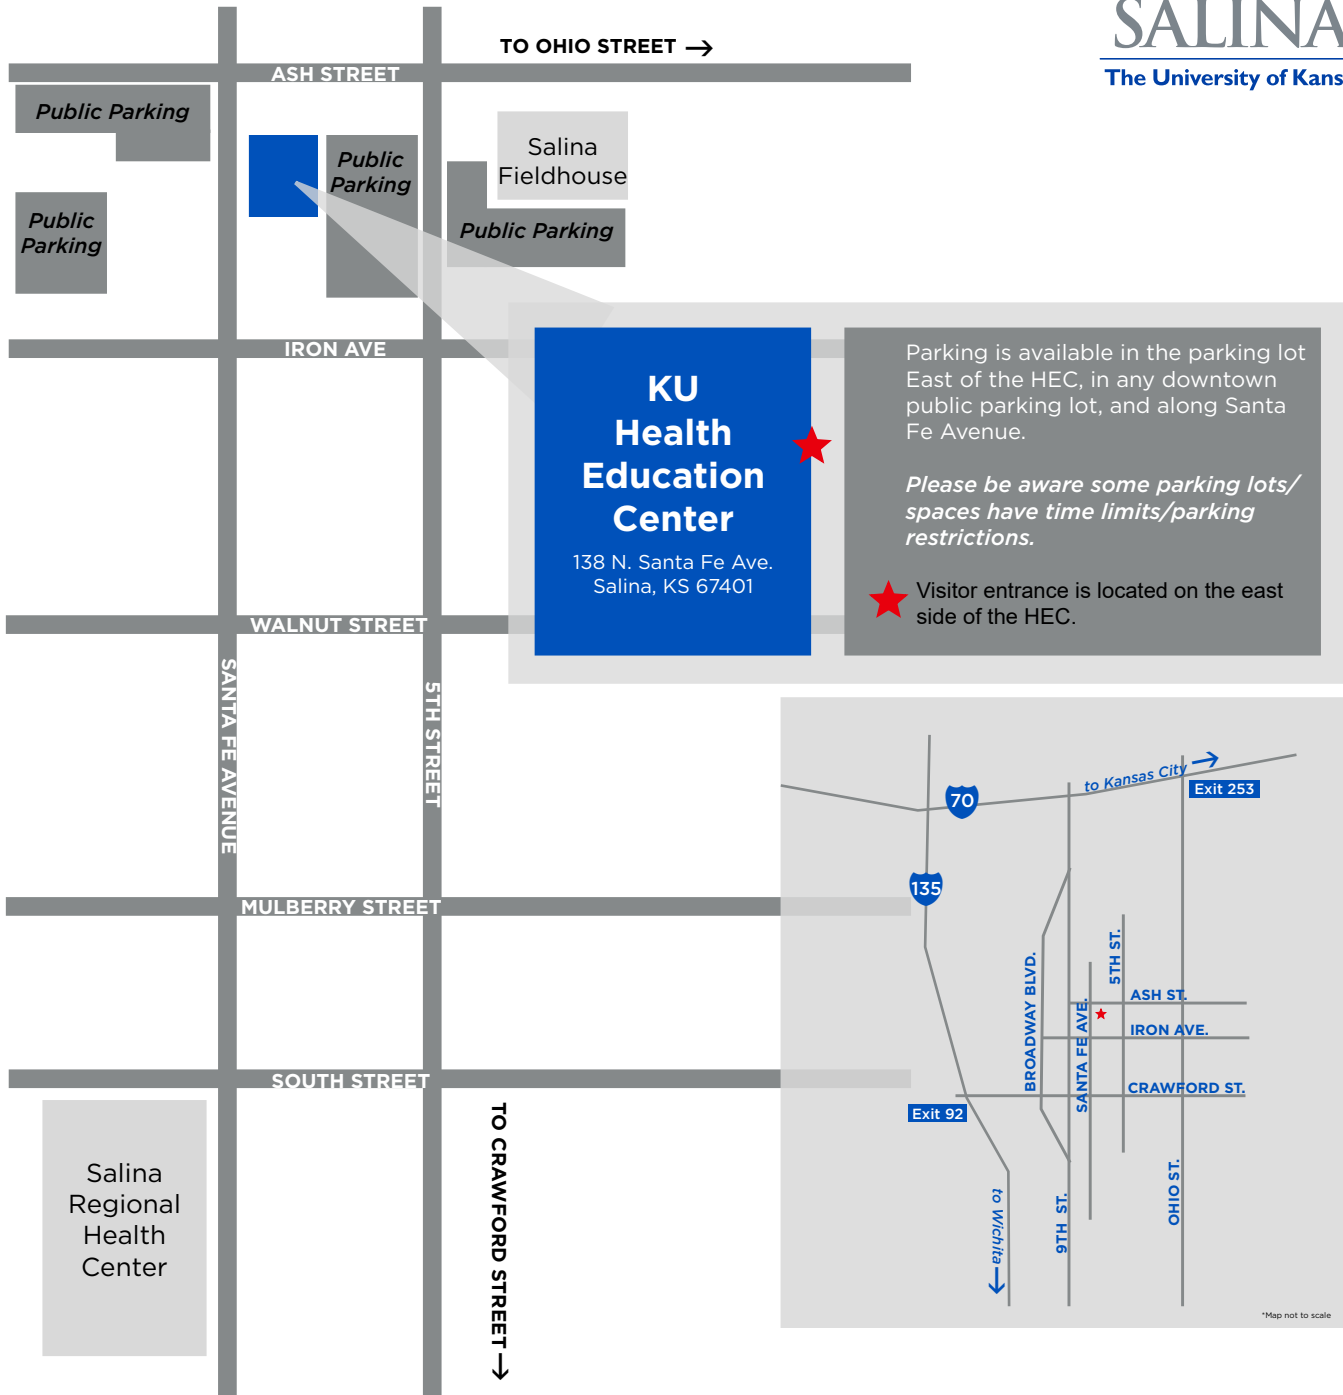 SALINA
The University of Kans
TO OHIO STREET →
ASH STREET
Public Parking
Public
Parking
Salina
Fieldhouse
Public
Parking
Public Parking
IRON AVE
KU
Health
Education
Center
138 N. Santa Fe Ave.
Salina, KS 67401
Parking is available in the parking lot
East of the HEC, in any downtown
public parking lot, and along Santa
Fe Avenue.
Please be aware some parking lots/
spaces have time limits/parking
restrictions.
Visitor entrance is located on the east
side of the HEC.
WALNUT STREET
SANTA FE AVENUE
5TH STREET
MULBERRY STREET
SOUTH STREET
Salina
Regional
Health
Center
TO CRAWFORD STREET →
to Kansas City →
Exit 253
70
135
5TH ST.
BROADWAY BLVD.
SANTA FE AVE.
ASH ST.
IRON AVE.
CRAWFORD ST.
Exit 92
to Wichita →
9TH ST.
OHIO ST.
*Map not to scale